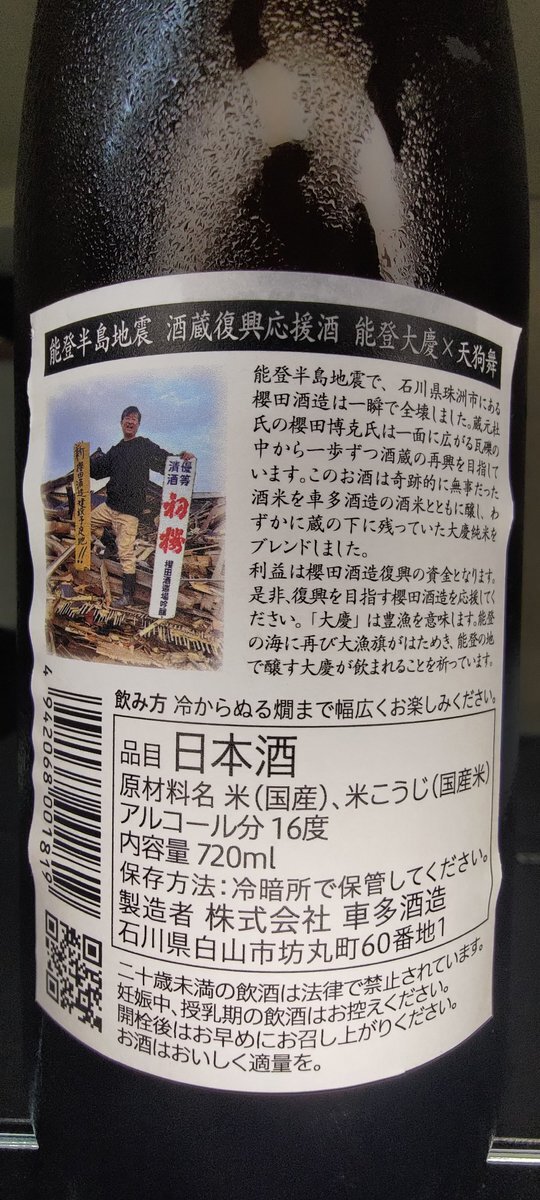 能登半島地震 酒蔵復興応援酒 能登大慶×天狗舞
能登半島地震で、石川県珠洲市にある
櫻田酒造は一瞬で全壊しました。蔵元杜
氏の櫻田博克氏は一面に広がる瓦礫の
中から一歩ずつ酒蔵の再興を目指して
います。このお酒は奇跡的に無事だった
酒米を車多酒造の酒米とともに醸し、わ
ずかに蔵の下に残っていた大慶純米を
ブレンドしました。
利益は櫻田酒造復興の資金となります。
是非、復興を目指す櫻田酒造を応援してく
ださい。「大慶」は豊漁を意味します。能登
の海に再び大漁旗がはためき、能登の地
で醸す大慶が飲まれることを祈っています。
優等
清酒
初櫻
櫻田酒造場吟醸
飲み方 冷からぬる燗まで幅広くお楽しみください。
品目 日本酒
原材料名 米(国産)、米こうじ(国産米)
アルコール分 16度
内容量 720ml
保存方法:冷暗所で保管してください。
製造者 株式会社 車多酒造
石川県白山市坊丸町60番地1
4 942068 001819
二十歳未満の飲酒は法律で禁止されています。
妊娠中、授乳期の飲酒はお控えください。
開栓後はお早めにお召し上がりください。
お酒はおいしく適量を。